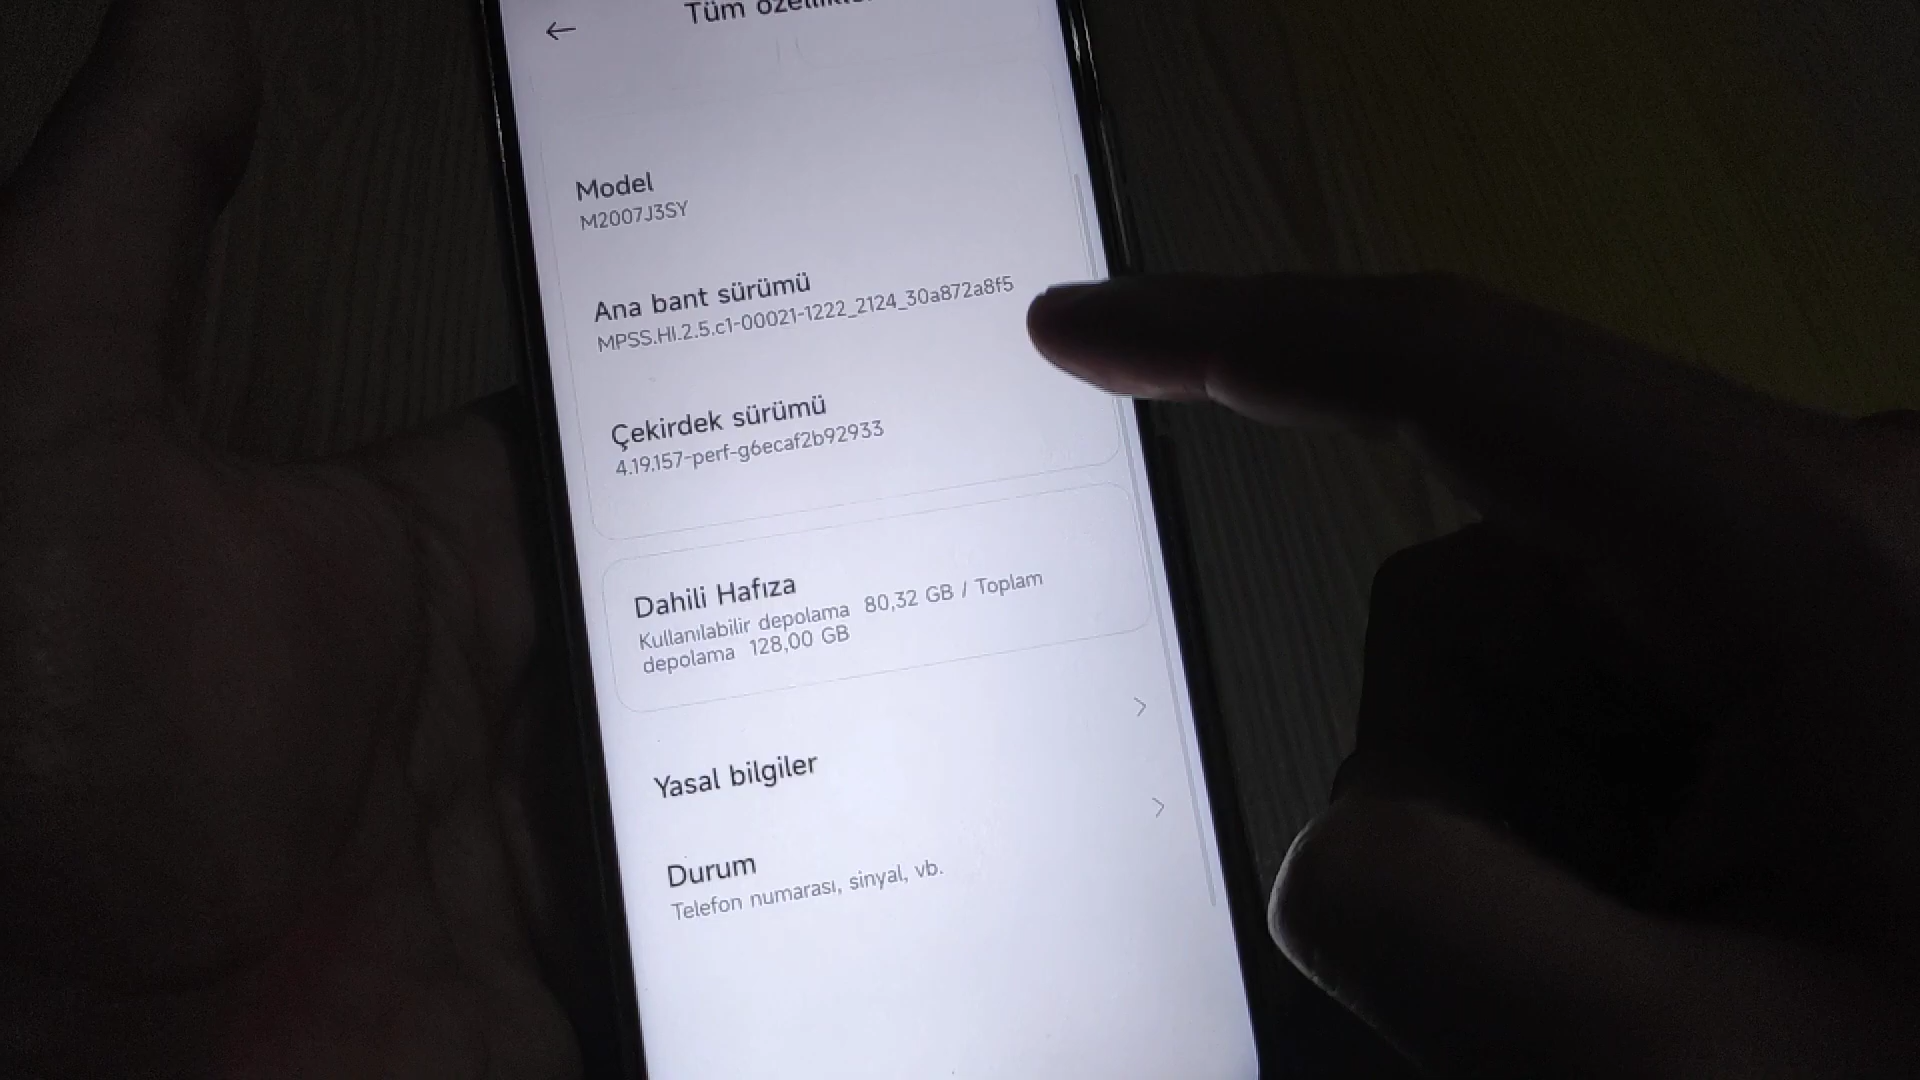 Tüm
Model
M2007J3SY
Ana bant sürümü
MPSS.HI.2.5.c1-00021-1222_2124_30a872a8f5
Çekirdek sürümü
4.19.157-perf-g6ecaf2b92933
Dahili Hafıza
Kullanılabilir depolama 80,32 GB / Toplam
depolama 128,00 GB
Yasal bilgiler
Durum
Telefon numarası, sinyal, vb.